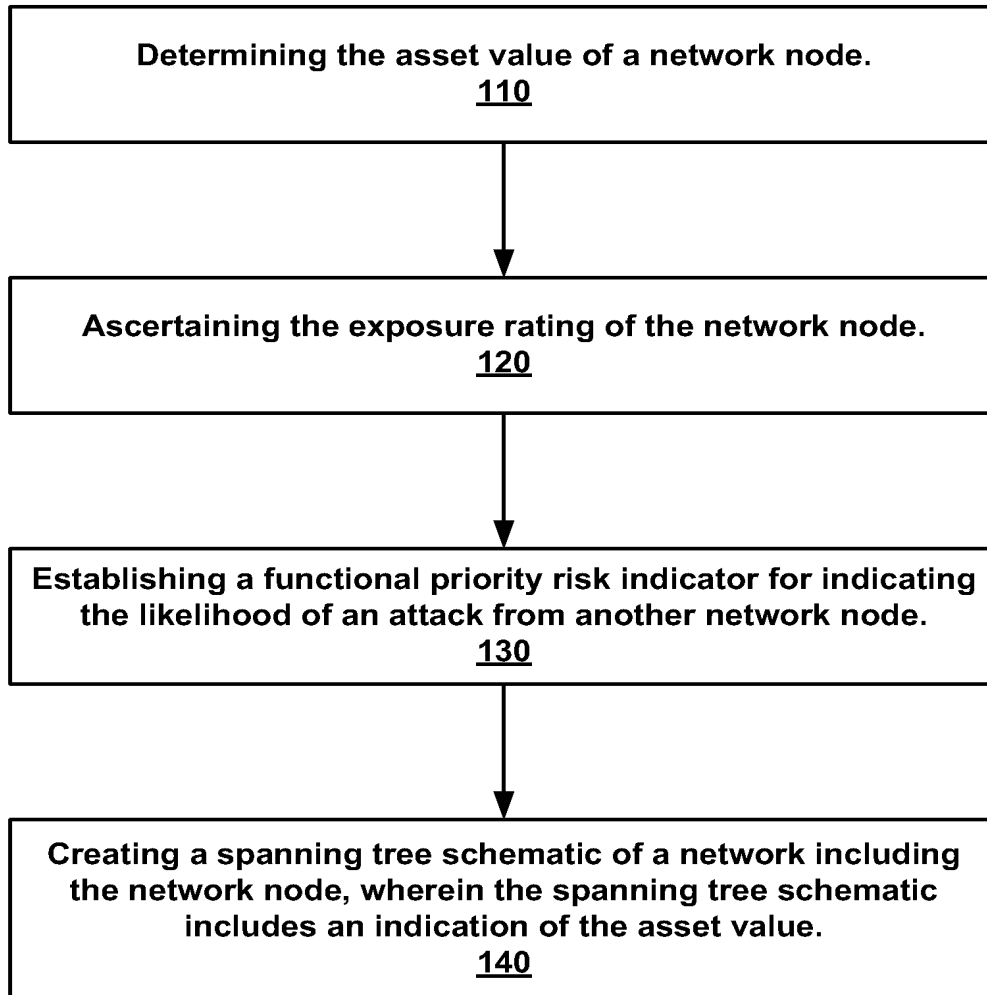 Determining the asset value of a network node.
110
Ascertaining the exposure rating of the network node.
120
Establishing a functional priority risk indicator for indicating
the likelihood of an attack from another network node.
130
Creating a spanning tree schematic of a network including
the network node, wherein the spanning tree schematic
includes an indication of the asset value.
140